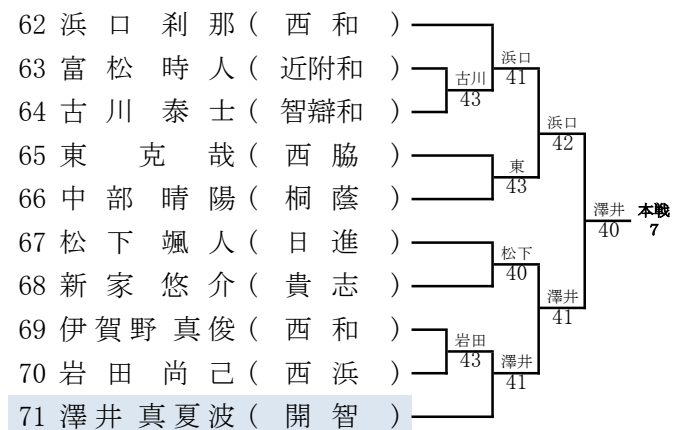 62 浜口 刹那 ( 西和 )
63 富松 時人 ( 近附和 )
64 古川 泰士 ( 智辯和 )
65 東 克哉 ( 西脇 )
66 中部 晴陽 ( 桐蔭 )
67 松下 颯人 ( 日進 )
68 新家 悠介 ( 貴志 )
69 伊賀野 真俊 ( 西和 )
70 岩田 尚己 ( 西浜 )
71 澤井 真夏波 ( 開智 )
古川
43
浜口
41
東
43
浜口
42
松下
40
岩田
43
澤井
41
澤井
41
澤井
40
本戦
7